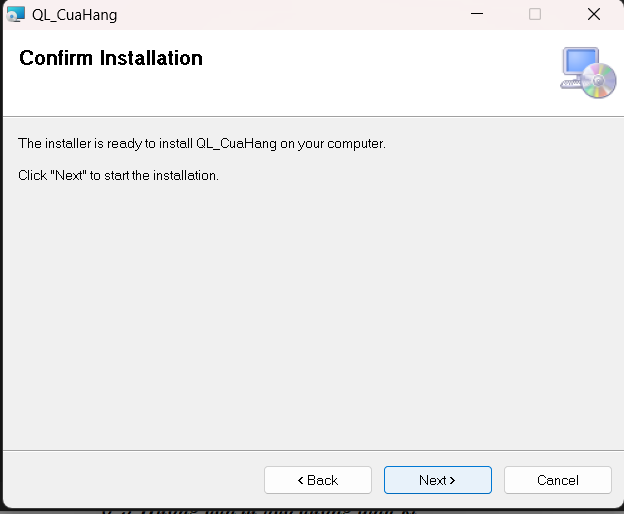 QL_CuaHang
Confirm Installation
The installer is ready to install QL_CuaHang on your computer.
Click "Next" to start the installation.
< Back
Next >
Cancel